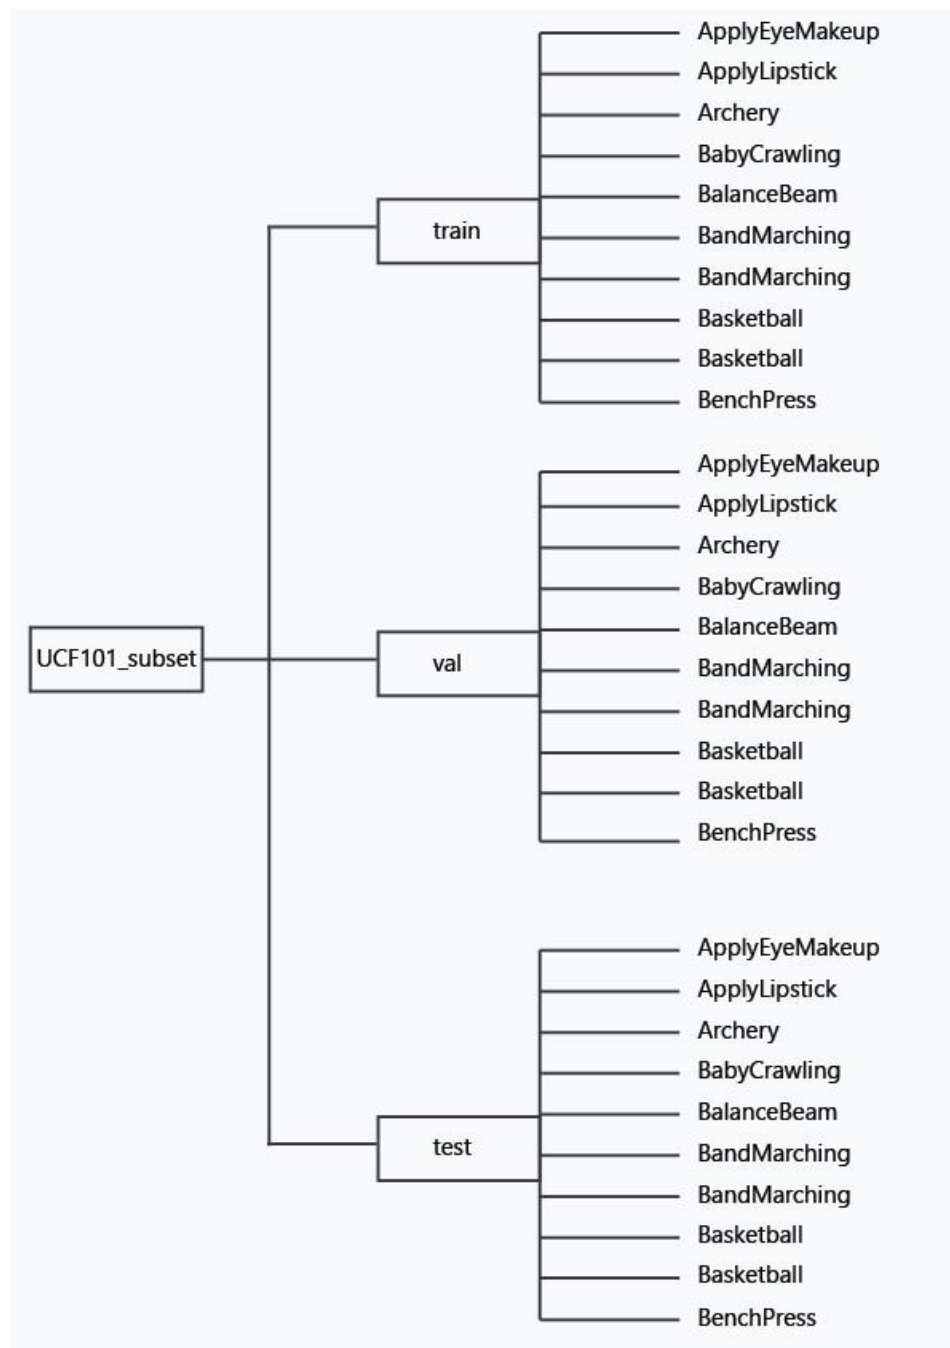 UCF101_subset
train
ApplyEyeMakeup
ApplyLipstick
Archery
BabyCrawling
BalanceBeam
BandMarching
BandMarching
Basketball
Basketball
BenchPress
val
ApplyEyeMakeup
ApplyLipstick
Archery
BabyCrawling
BalanceBeam
BandMarching
BandMarching
Basketball
Basketball
BenchPress
test
ApplyEyeMakeup
ApplyLipstick
Archery
BabyCrawling
BalanceBeam
BandMarching
BandMarching
Basketball
Basketball
BenchPress